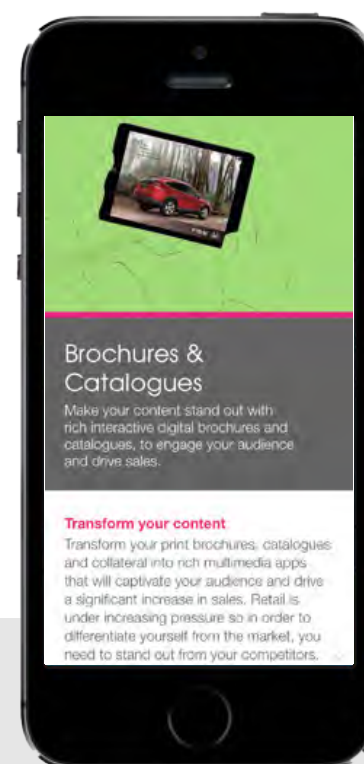 Brochures &
Catalogues
Make your content stand out with
rich interactive digital brochures and
catalogues, to engage your audience
and drive sales.
Transform your content
Transform your print brochures, catalogues
and collateral into rich multimedia apps
that will captivate your audience and drive
a significant increase in sales. Retail is
under increasing pressure so in order to
differentiate yourself from the market, you
need to stand out from your competitors.